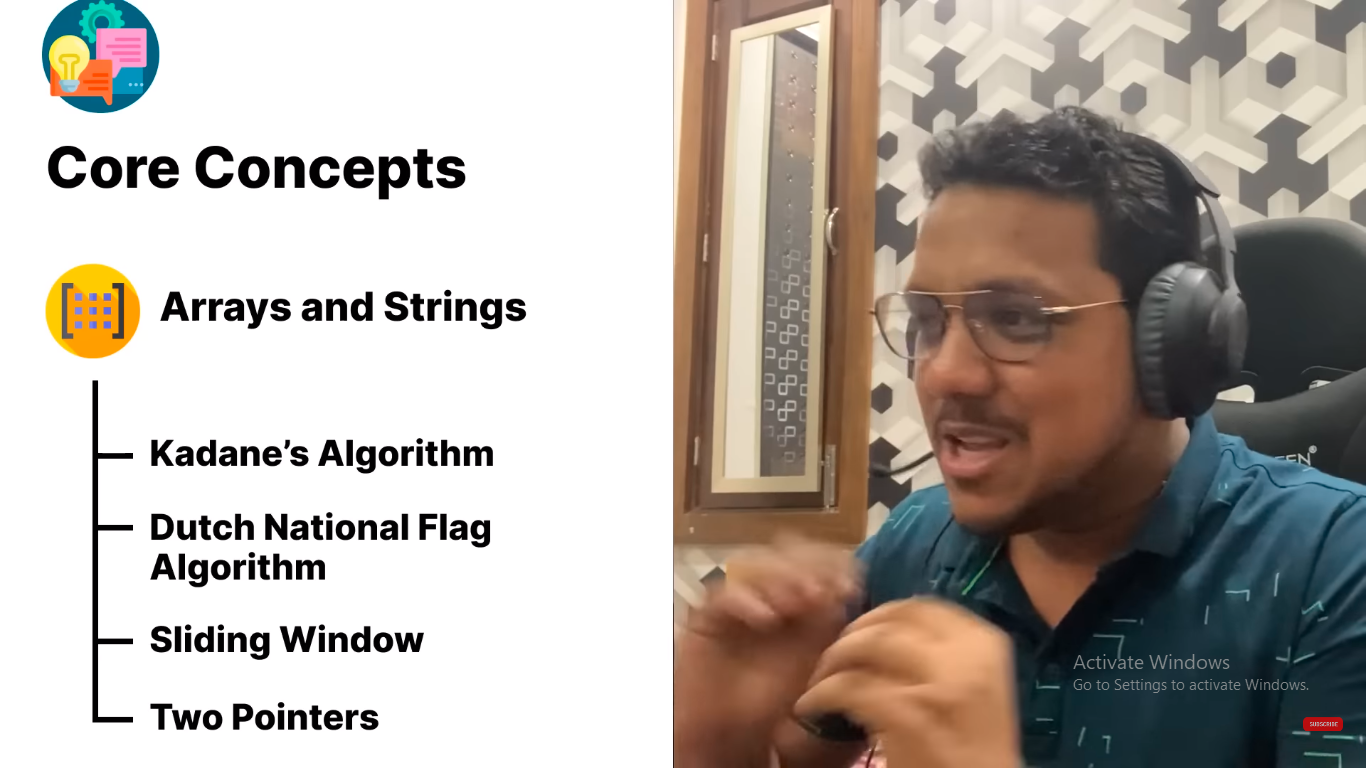 Core Concepts
Arrays and Strings
Kadane’s Algorithm
Dutch National Flag
Algorithm
Sliding Window
Two Pointers
Activate Windows
Go to Settings to activate Windows.
SUBSCRIBE